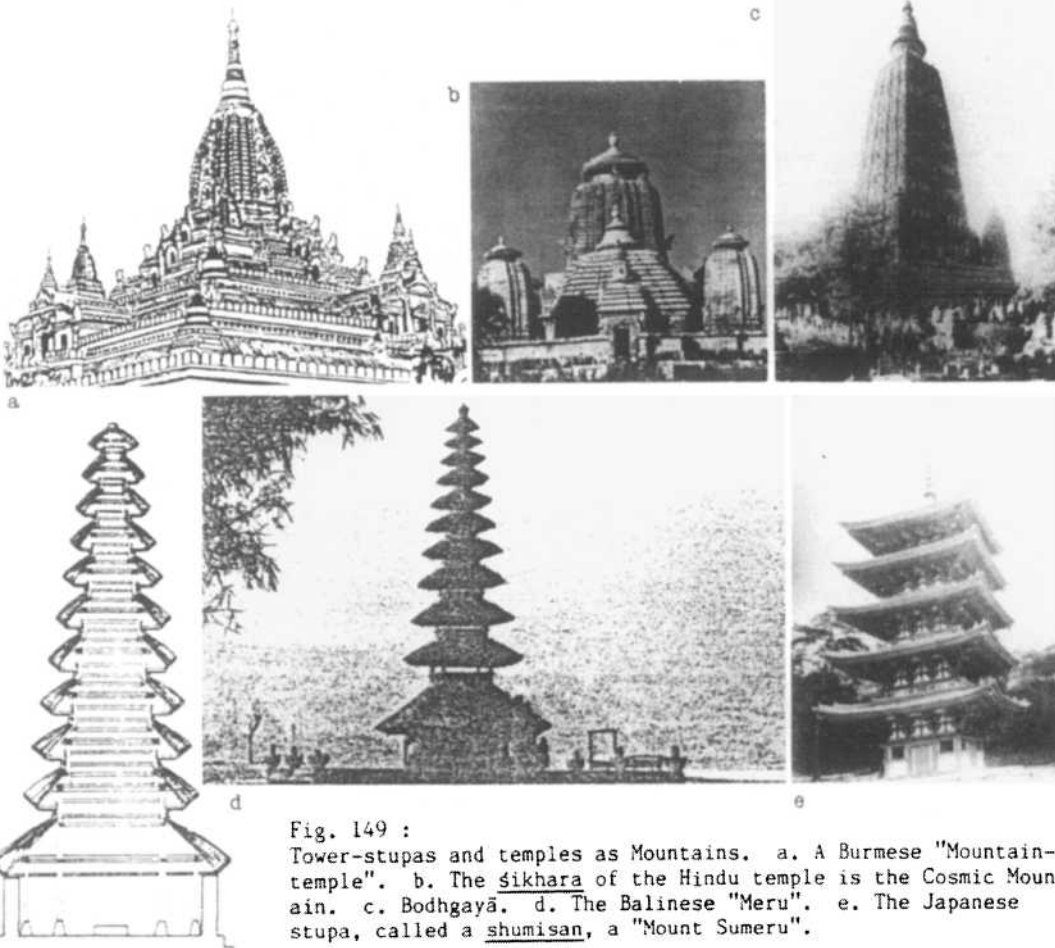 c
b
a
d
e
Fig. 149 :
Tower-stupas and temples as Mountains. a. A Burmese "Mountain-
temple". b. The śikhara of the Hindu temple is the Cosmic Moun
ain. c. Bodhgayā. d. The Balinese "Meru". e. The Japanese
stupa, called a shumisan, a "Mount Sumeru".